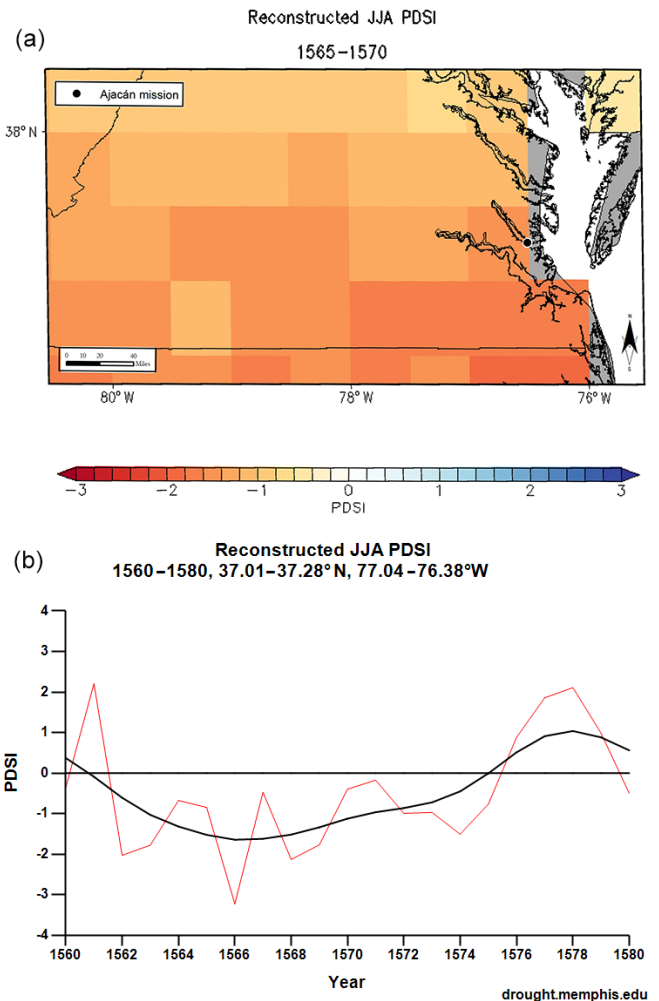 Reconstructed JJA PDSI
(a)
1565–1570
Ajacán mission
38° N
N
S
0 10 20 40
Miles
80° W 78° W 76° W
−3 −2 −1 0 1 2 3
PDSI
(b)
Reconstructed JJA PDSI
1560–1580, 37.01–37.28° N, 77.04–76.38°W
4
3
2
1
0
-1
-2
-3
-4
PDSI
1560 1562 1564 1566 1568 1570 1572 1574 1576 1578 1580
Year
drought.memphis.edu